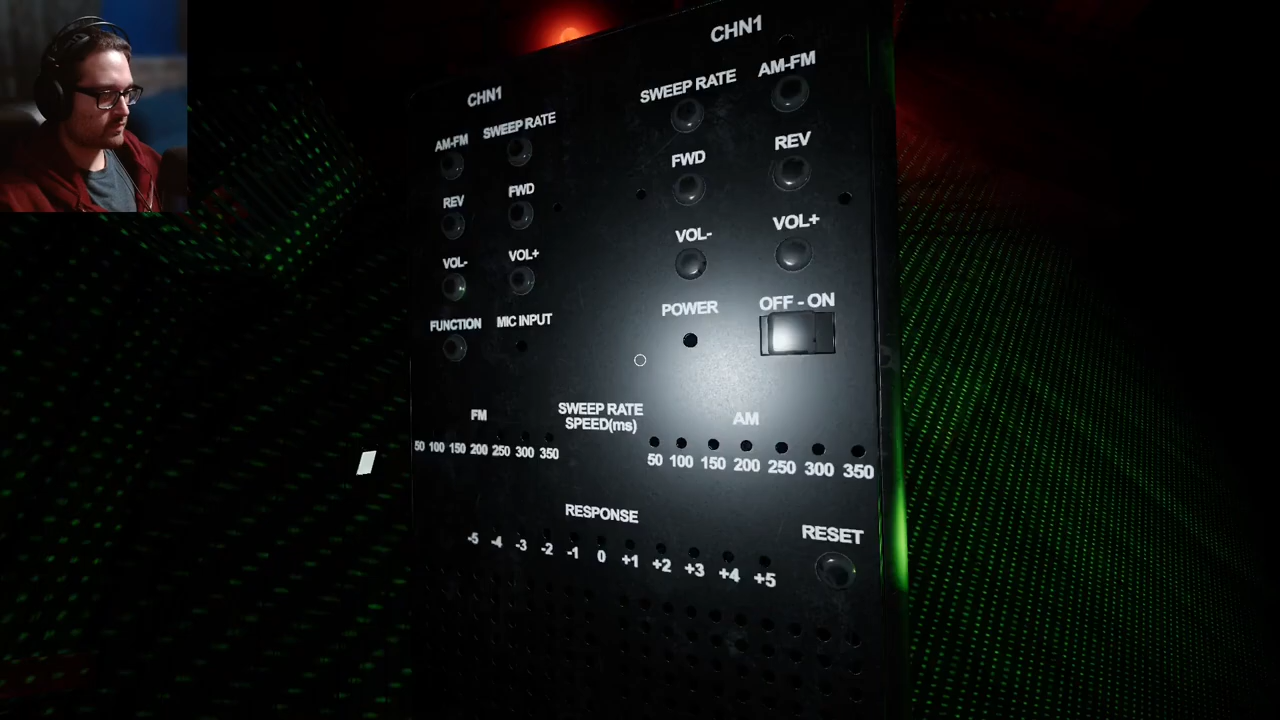 CHN1
CHN1
AM-FM SWEEP RATE
SWEEP RATE AM-FM
REV FWD
FWD REV
VOL- VOL+
VOL- VOL+
FUNCTION MIC INPUT
POWER OFF - ON
FM
SWEEP RATE
SPEED(ms)
AM
50 100 150 200 250 300 350
50 100 150 200 250 300 350
RESPONSE
-5 -4 -3 -2 -1 0 +1 +2 +3 +4 +5
RESET